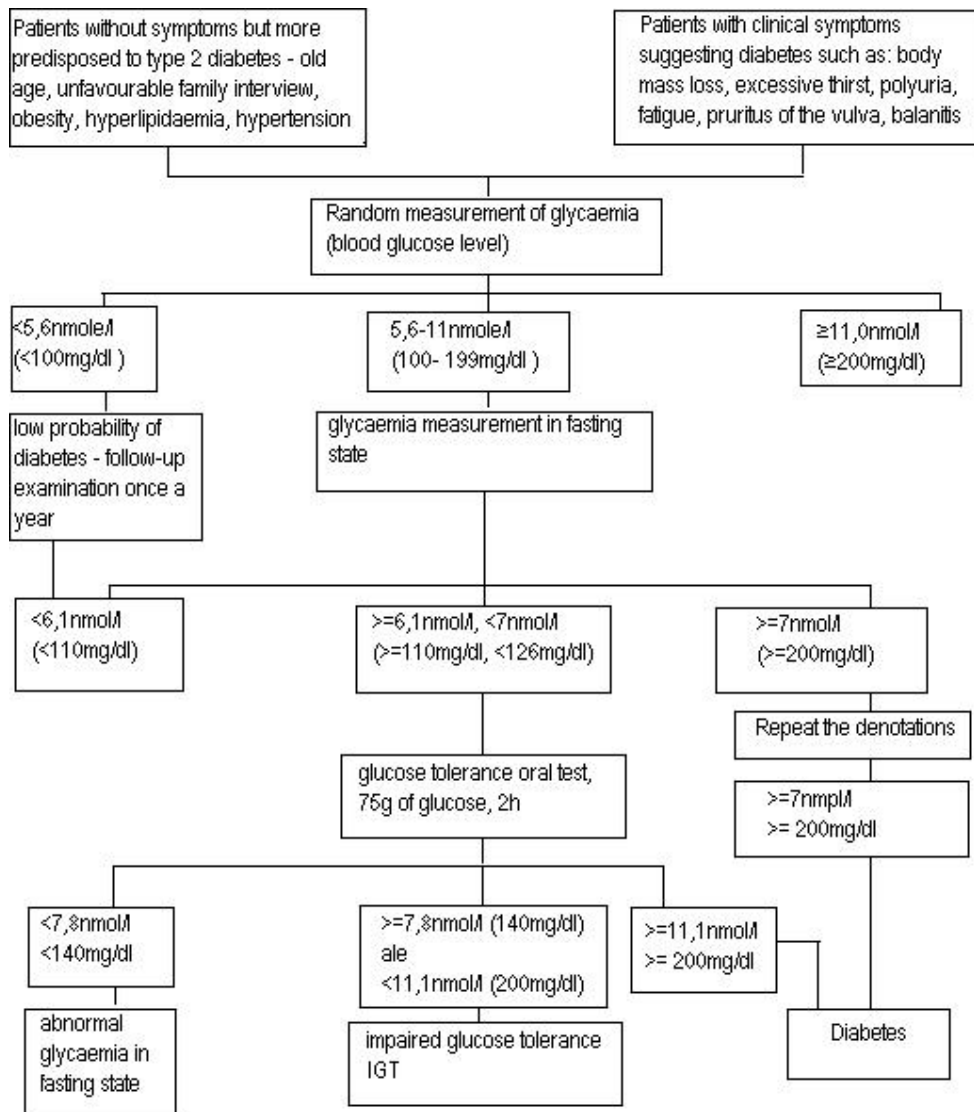 Patients without symptoms but more
predisposed to type 2 diabetes - old
age, unfavourable family interview,
obesity, hyperlipidaemia, hypertension
Patients with clinical symptoms
suggesting diabetes such as: body
mass loss, excessive thirst, polyuria,
fatigue, pruritus of the vulva, balanitis
Random measurement of glycaemia
(blood glucose level)
<5,6nmole/l
(<100mg/dl )
5,6-11nmole/l
(100- 199mg/dl )
≥11,0nmol/l
(≥200mg/dl)
low probability of
diabetes - follow-up
examination once a
year
glycaemia measurement in fasting
state
<6,1nmol/l
(<110mg/dl)
>=6,1nmol/l, <7nmol/l
(>=110mg/dl, <126mg/dl)
>=7nmol/l
(>=200mg/dl)
Repeat the denotations
>=7nmpl/l
>= 200mg/dl
glucose tolerance oral test,
75g of glucose, 2h
<7,8nmol/l
<140mg/dl
>=7,8nmol/l (140mg/dl)
ale
<11,1nmol/l (200mg/dl)
>=11,1nmol/l
>= 200mg/dl
abnormal
glycaemia in
fasting state
impaired glucose tolerance
IGT
Diabetes